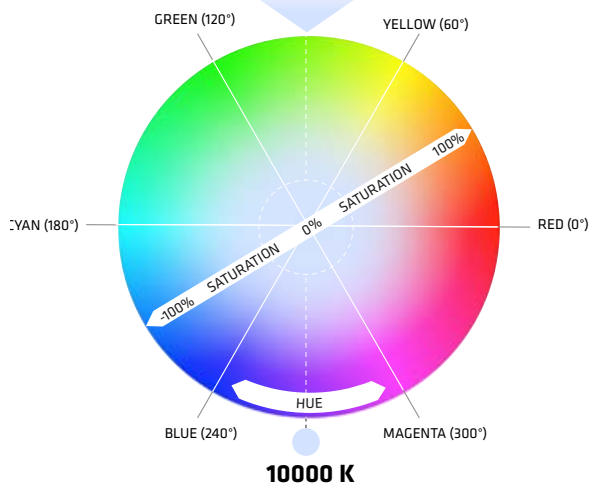 GREEN (120°)
YELLOW (60°)
100%
SATURATION
0%
SATURATION
-100%
YAN (180°)
RED (0°)
HUE
BLUE (240°)
MAGENTA (300°)
10000 K